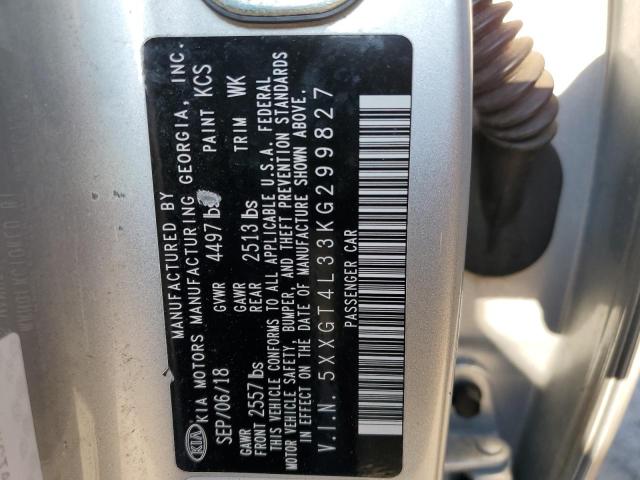 MANUFACTURED BY
KIA KIA MOTORS MANUFACTURING GEORGIA, INC.
SEP/06/18 GVWR 4497 lbs PAINT KCS
GAWR FRONT 2557 lbs GAWR REAR 2513 lbs TRIM WK
THIS VEHICLE CONFORMS TO ALL APPLICABLE U.S.A. FEDERAL
MOTOR VEHICLE SAFETY, BUMPER, AND THEFT PREVENTION STANDARDS
IN EFFECT ON THE DATE OF MANUFACTURE SHOWN ABOVE.
V.I.N. 5XXGT4L33KG299827
PASSENGER CAR